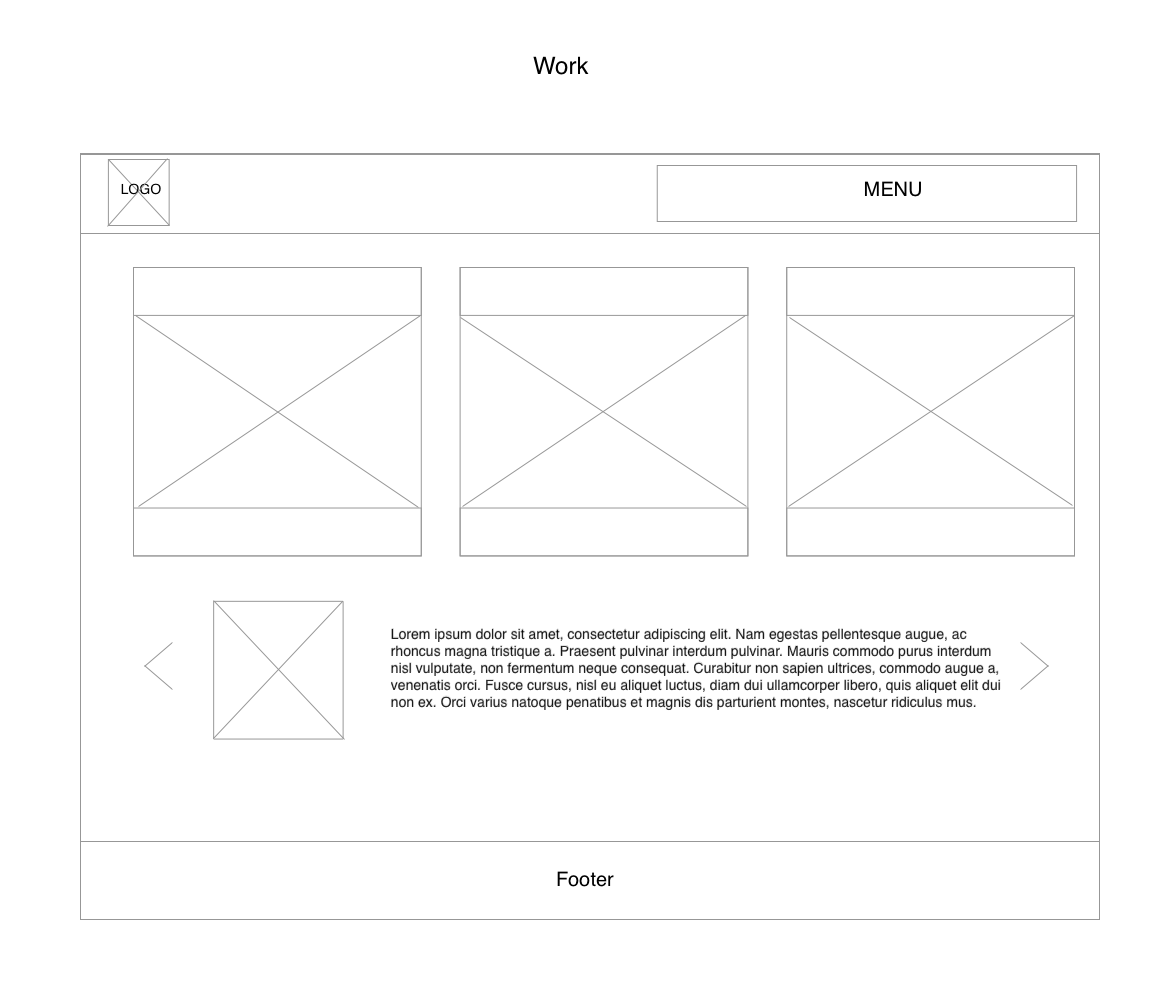 Work
LOGO
MENU
Lorem ipsum dolor sit amet, consectetur adipiscing elit. Nam egestas pellentesque augue, ac
rhoncus magna tristique a. Praesent pulvinar interdum pulvinar. Mauris commodo purus interdum
nisl vulputate, non fermentum neque consequat. Curabitur non sapien ultrices, commodo augue a,
venenatis orci. Fusce cursus, nisl eu aliquet luctus, diam dui ullamcorper libero, quis aliquet elit dui
non ex. Orci varius natoque penatibus et magnis dis parturient montes, nascetur ridiculus mus.
Footer